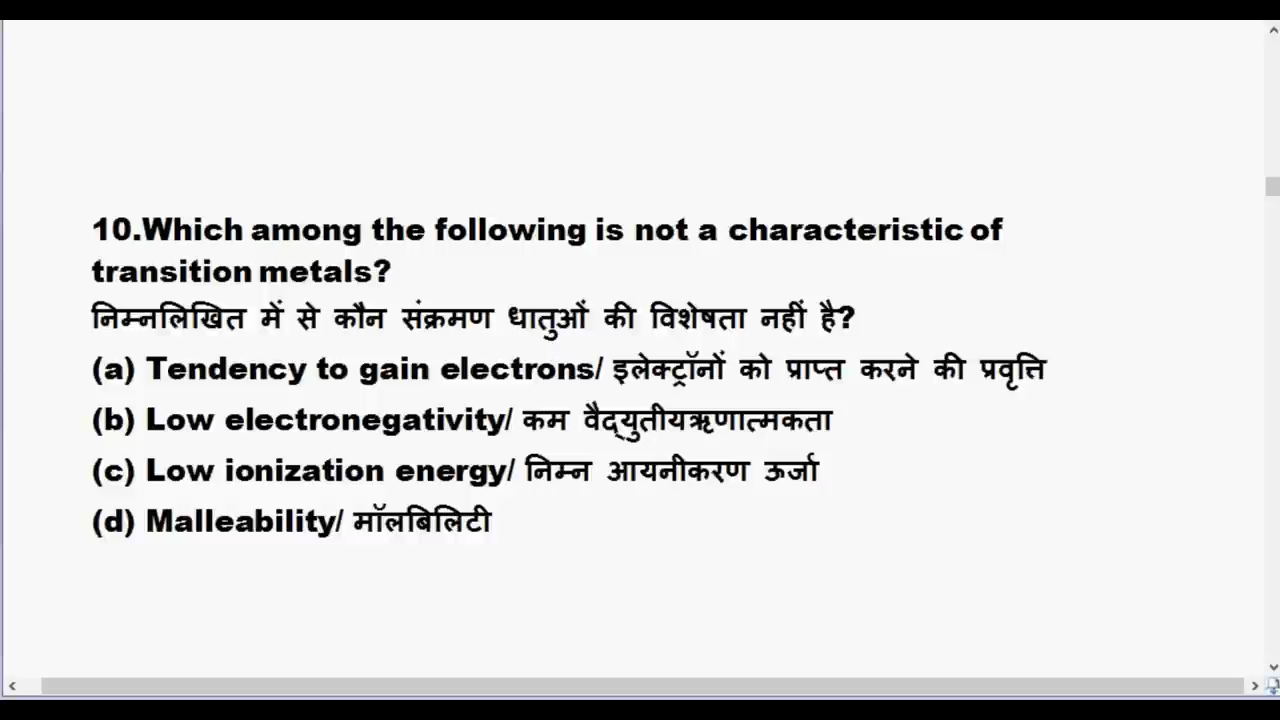 10.Which among the following is not a characteristic of
transition metals?
निम्नलिखित में से कौन संक्रमण धातुओं की विशेषता नहीं है?
(a) Tendency to gain electrons/ इलेक्ट्रॉनों को प्राप्त करने की प्रवृत्ति
(b) Low electronegativity/ कम वैद्युतीयऋणात्मकता
(c) Low ionization energy/ निम्न आयनीकरण ऊर्जा
(d) Malleability/ मॉलबिलिटी